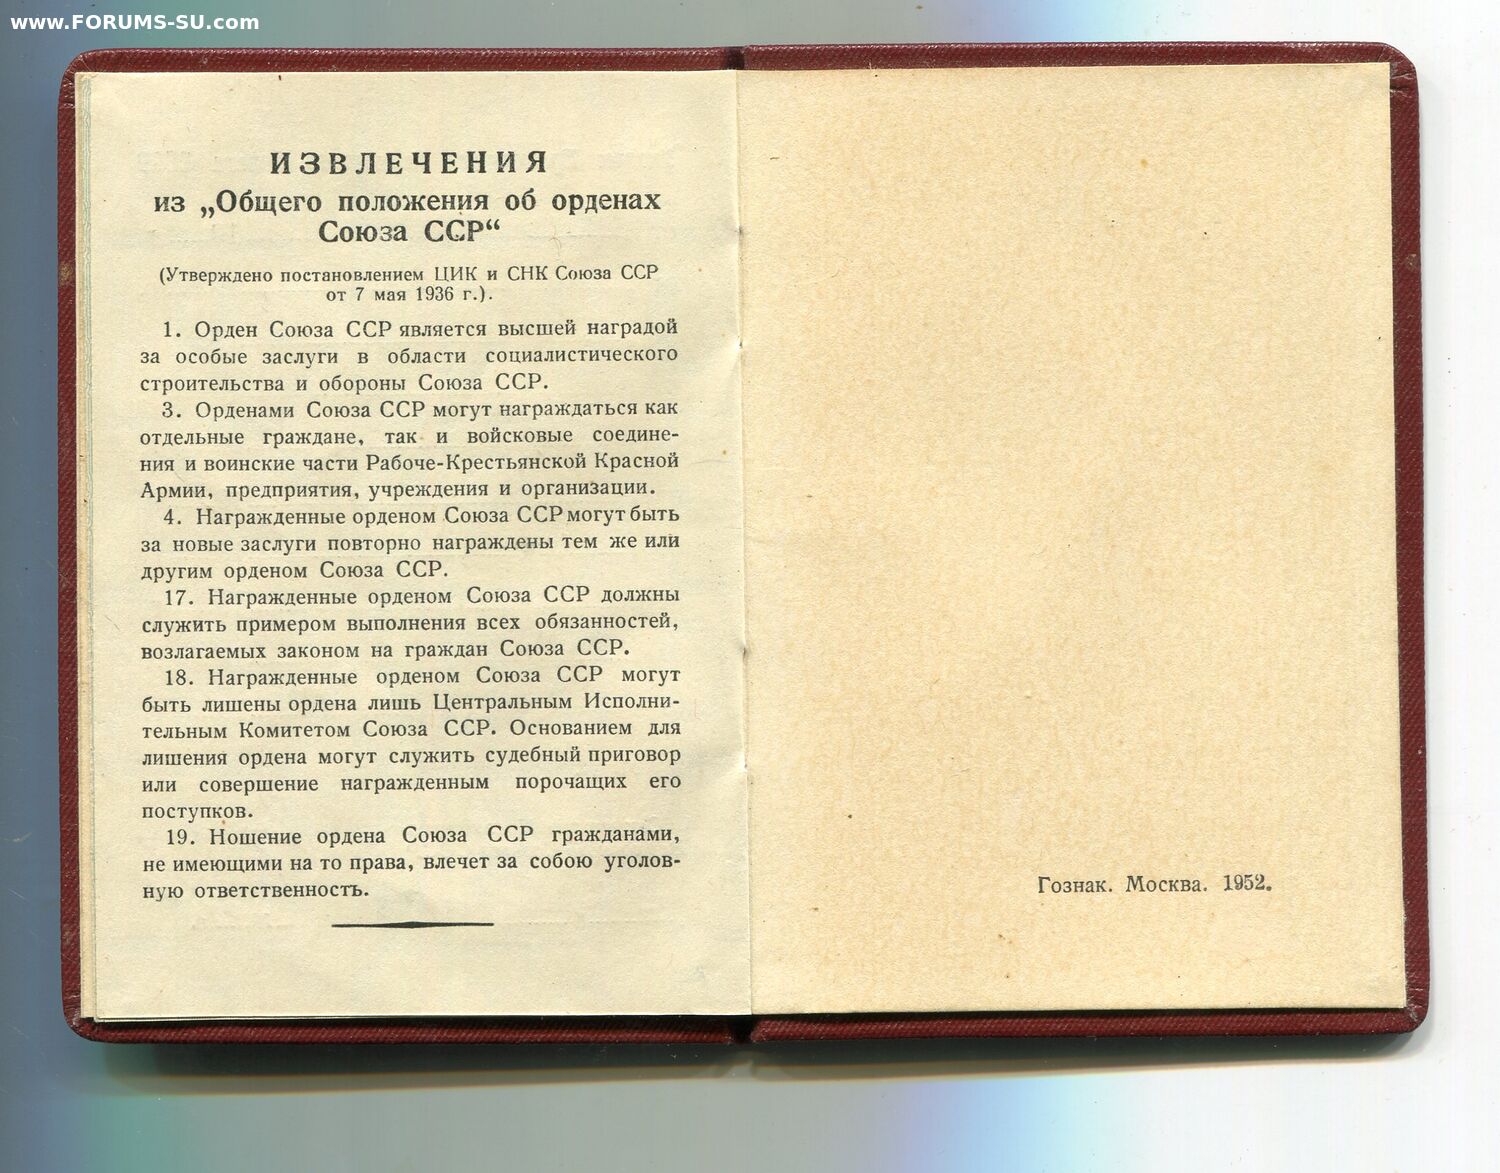 www.FORUMS-SU.com
ИЗВЛЕЧЕНИЯ
из „Общего положения об орденах
Союза ССР“
(Утверждено постановлением ЦИК и СНК Союза ССР
от 7 мая 1936 г.).
1. Орден Союза ССР является высшей наградой
за особые заслуги в области социалистического
строительства и обороны Союза ССР.
3. Орденами Союза ССР могут награждаться как
отдельные граждане, так и войсковые соедине-
ния и воинские части Рабоче-Крестьянской Красной
Армии, предприятия, учреждения и организации.
4. Награжденные орденом Союза ССР могут быть
за новые заслуги повторно награждены тем же или
другим орденом Союза ССР.
17. Награжденные орденом Союза ССР должны
служить примером выполнения всех обязанностей,
возлагаемых законом на граждан Союза ССР.
18. Награжденные орденом Союза ССР могут
быть лишены ордена лишь Центральным Исполни-
тельным Комитетом Союза ССР. Основанием для
лишения ордена могут служить судебный приговор
или совершение награжденным порочащих его
поступков.
19. Ношение ордена Союза ССР гражданами,
не имеющими на то права, влечет за собою уголов-
ную ответственность.
Гознак. Москва. 1952.